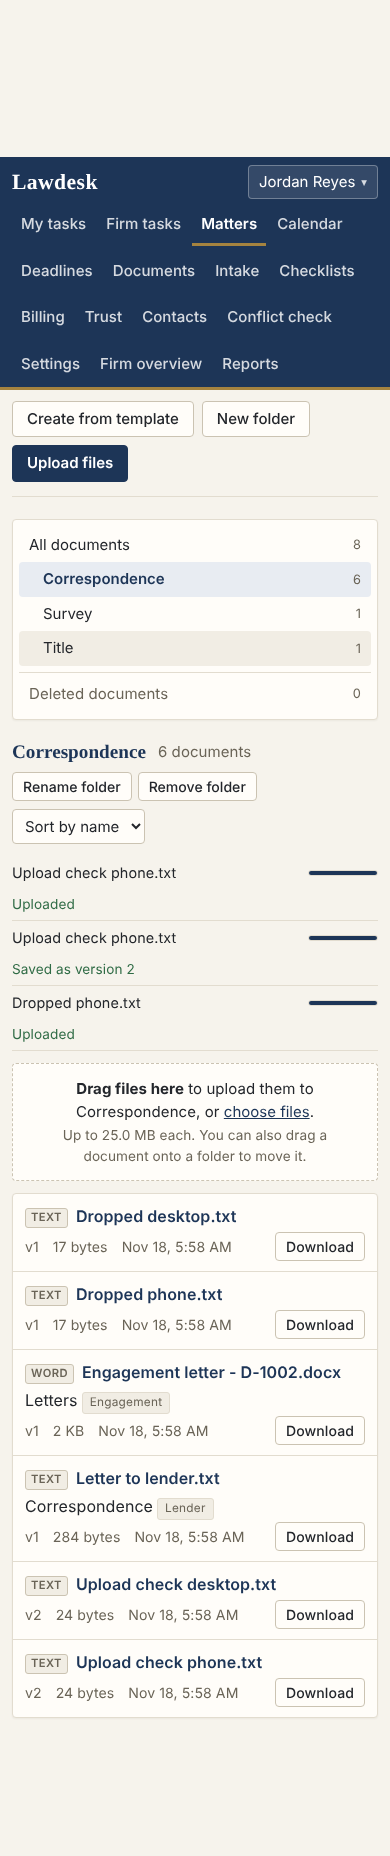 Lawdesk
Jordan Reyes ▾
My tasks Firm tasks Matters Calendar
Deadlines Documents Intake Checklists
Billing Trust Contacts Conflict check
Settings Firm overview Reports
Create from template New folder
Upload files
All documents 8
Correspondence 6
Survey 1
Title 1
Deleted documents 0
Correspondence 6 documents
Rename folder Remove folder
Sort by name
Upload check phone.txt
Uploaded
Upload check phone.txt
Saved as version 2
Dropped phone.txt
Uploaded
Drag files here to upload them to
Correspondence, or choose files.
Up to 25.0 MB each. You can also drag a
document onto a folder to move it.
TEXT Dropped desktop.txt
v1 17 bytes Nov 18, 5:58 AM Download
TEXT Dropped phone.txt
v1 17 bytes Nov 18, 5:58 AM Download
WORD Engagement letter - D-1002.docx
Letters Engagement
v1 2 KB Nov 18, 5:58 AM Download
TEXT Letter to lender.txt
Correspondence Lender
v1 284 bytes Nov 18, 5:58 AM Download
TEXT Upload check desktop.txt
v2 24 bytes Nov 18, 5:58 AM Download
TEXT Upload check phone.txt
v2 24 bytes Nov 18, 5:58 AM Download